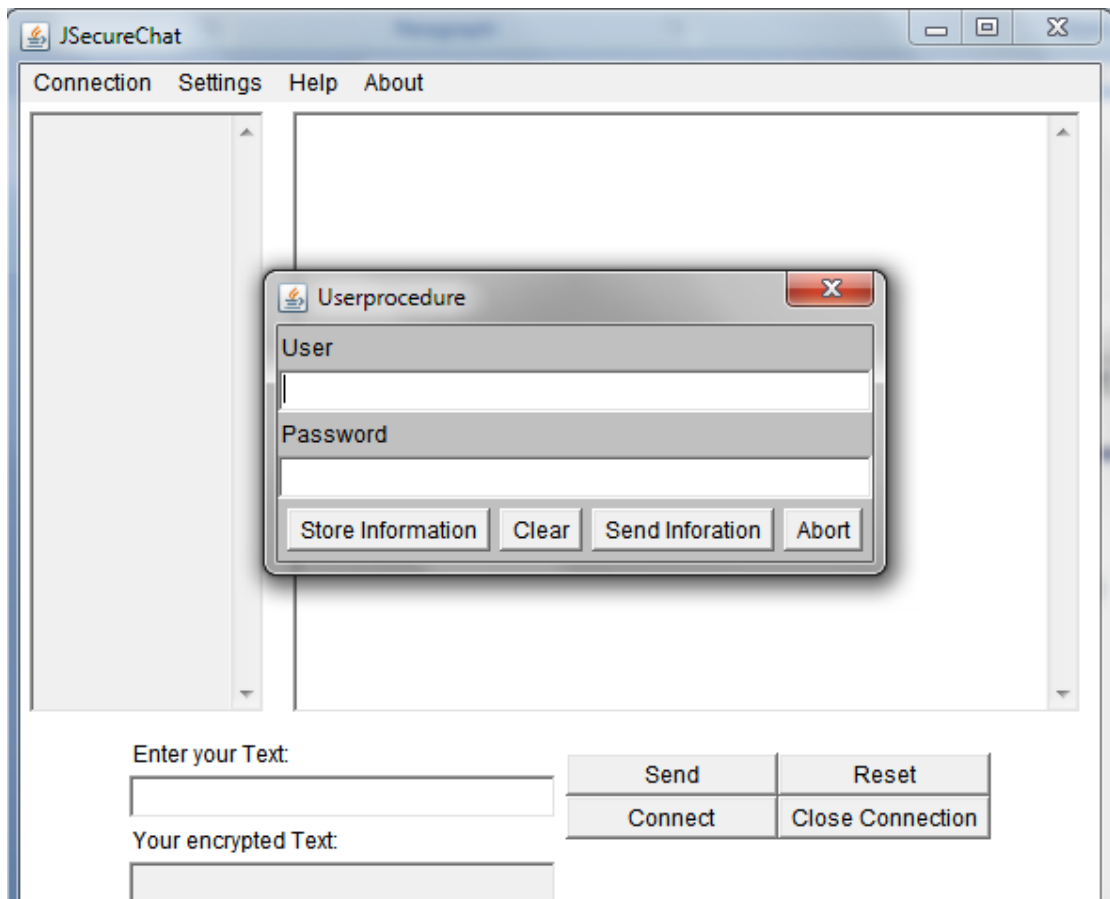 JSecureChat
Connection Settings Help About
Userprocedure
User
Password
Store Information Clear Send Inforation Abort
Enter your Text:
Send Reset
Connect Close Connection
Your encrypted Text: